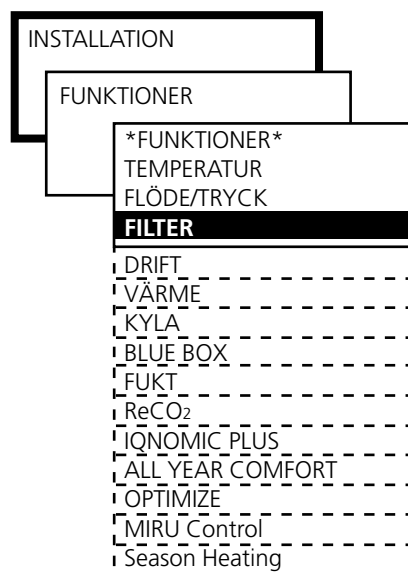 INSTALLATION
FUNKTIONER
*FUNKTIONER*
TEMPERATUR
FLÖDE/TRYCK
FILTER
DRIFT
VÄRME
KYLA
BLUE BOX
FUKT
ReCO₂
IQNOMIC PLUS
ALL YEAR COMFORT
OPTIMIZE
MIRU Control
Season Heating